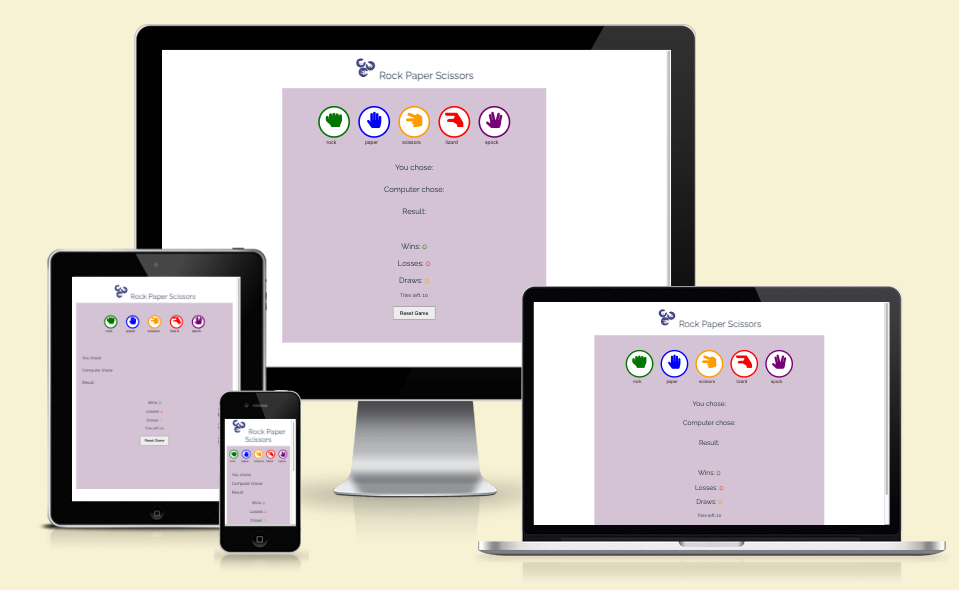 Rock Paper Scissors
rock paper scissors lizard spock
You chose:
Computer chose:
Result:
Wins: 0
Losses: 0
Draws: 0
Tries left: 10
Reset Game
Rock Paper Scissors
rock paper scissors lizard spock
You chose:
Computer chose:
Result:
Wins: 0
Losses: 0
Draws: 0
Tries left: 10
Reset Game
Rock Paper
Scissors
rock paper scissors lizard spock
You chose:
Computer chose:
Result:
Wins: 0
Losses: 0
Draws: 0
Rock Paper Scissors
rock paper scissors lizard spock
You chose:
Computer chose:
Result:
Wins: 0
Losses: 0
Draws: 0
Tries left: 10